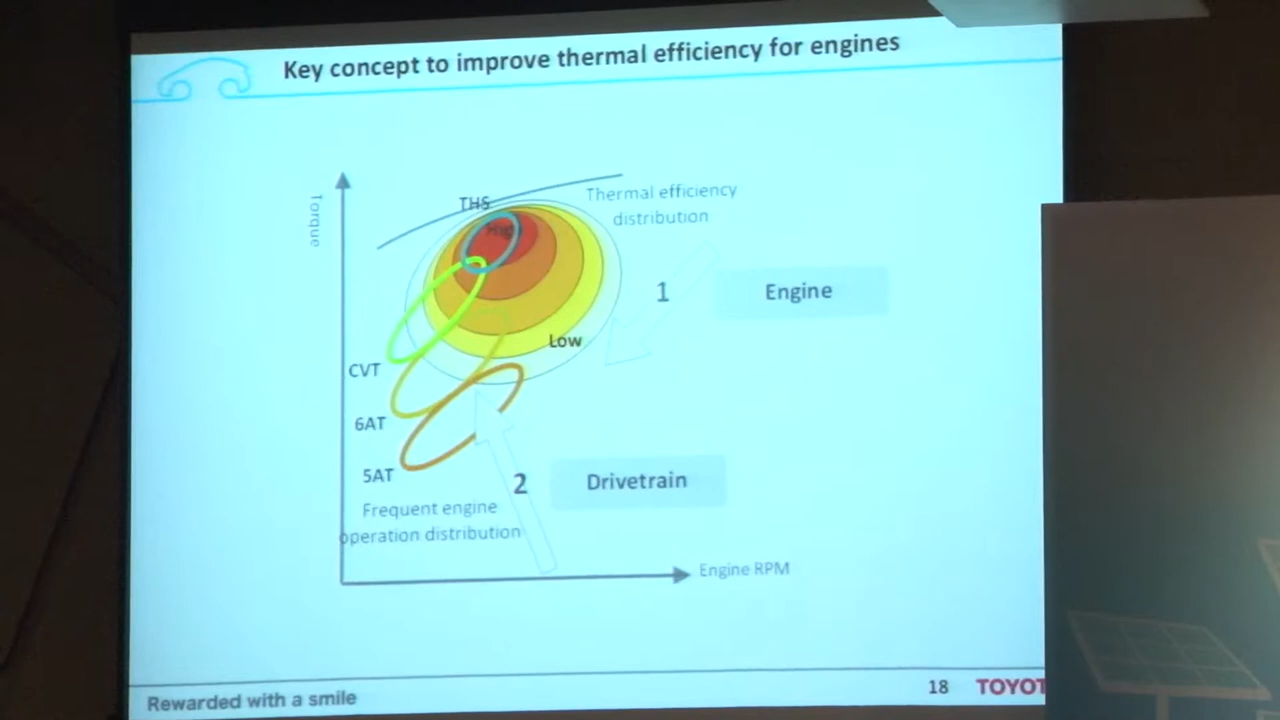 Key concept to improve thermal efficiency for engines
Torque
THS
Thermal efficiency
distribution
1
Engine
Low
CVT
6AT
5AT
2
Drivetrain
Frequent engine
operation distribution
Engine RPM
Rewarded with a smile
18
TOYOT